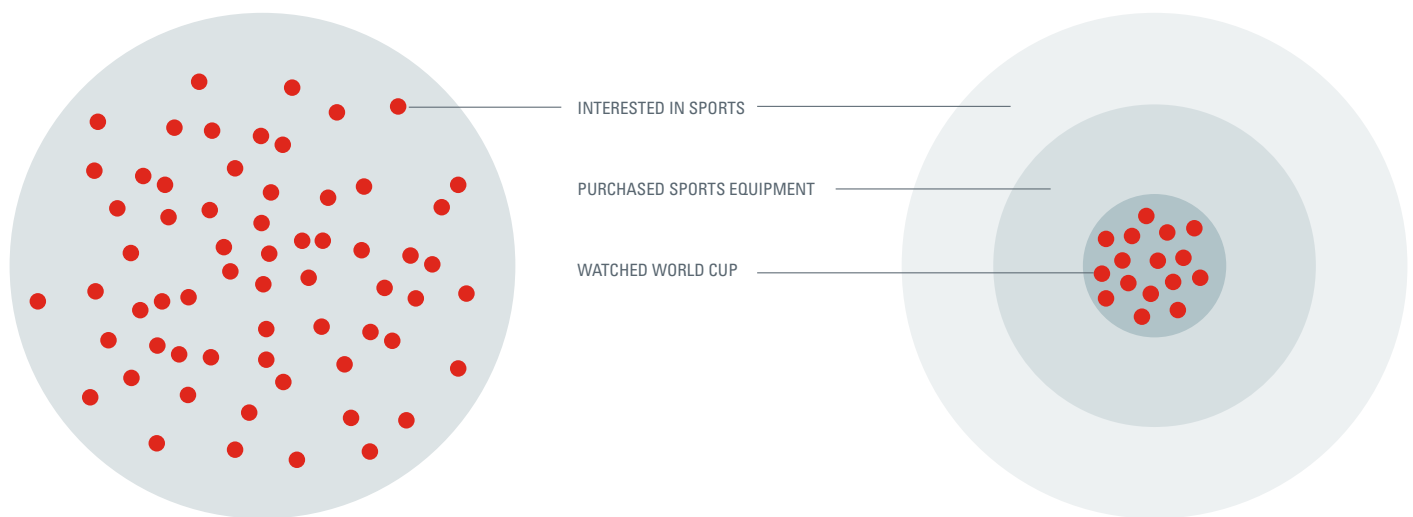 INTERESTED IN SPORTS
PURCHASED SPORTS EQUIPMENT
WATCHED WORLD CUP